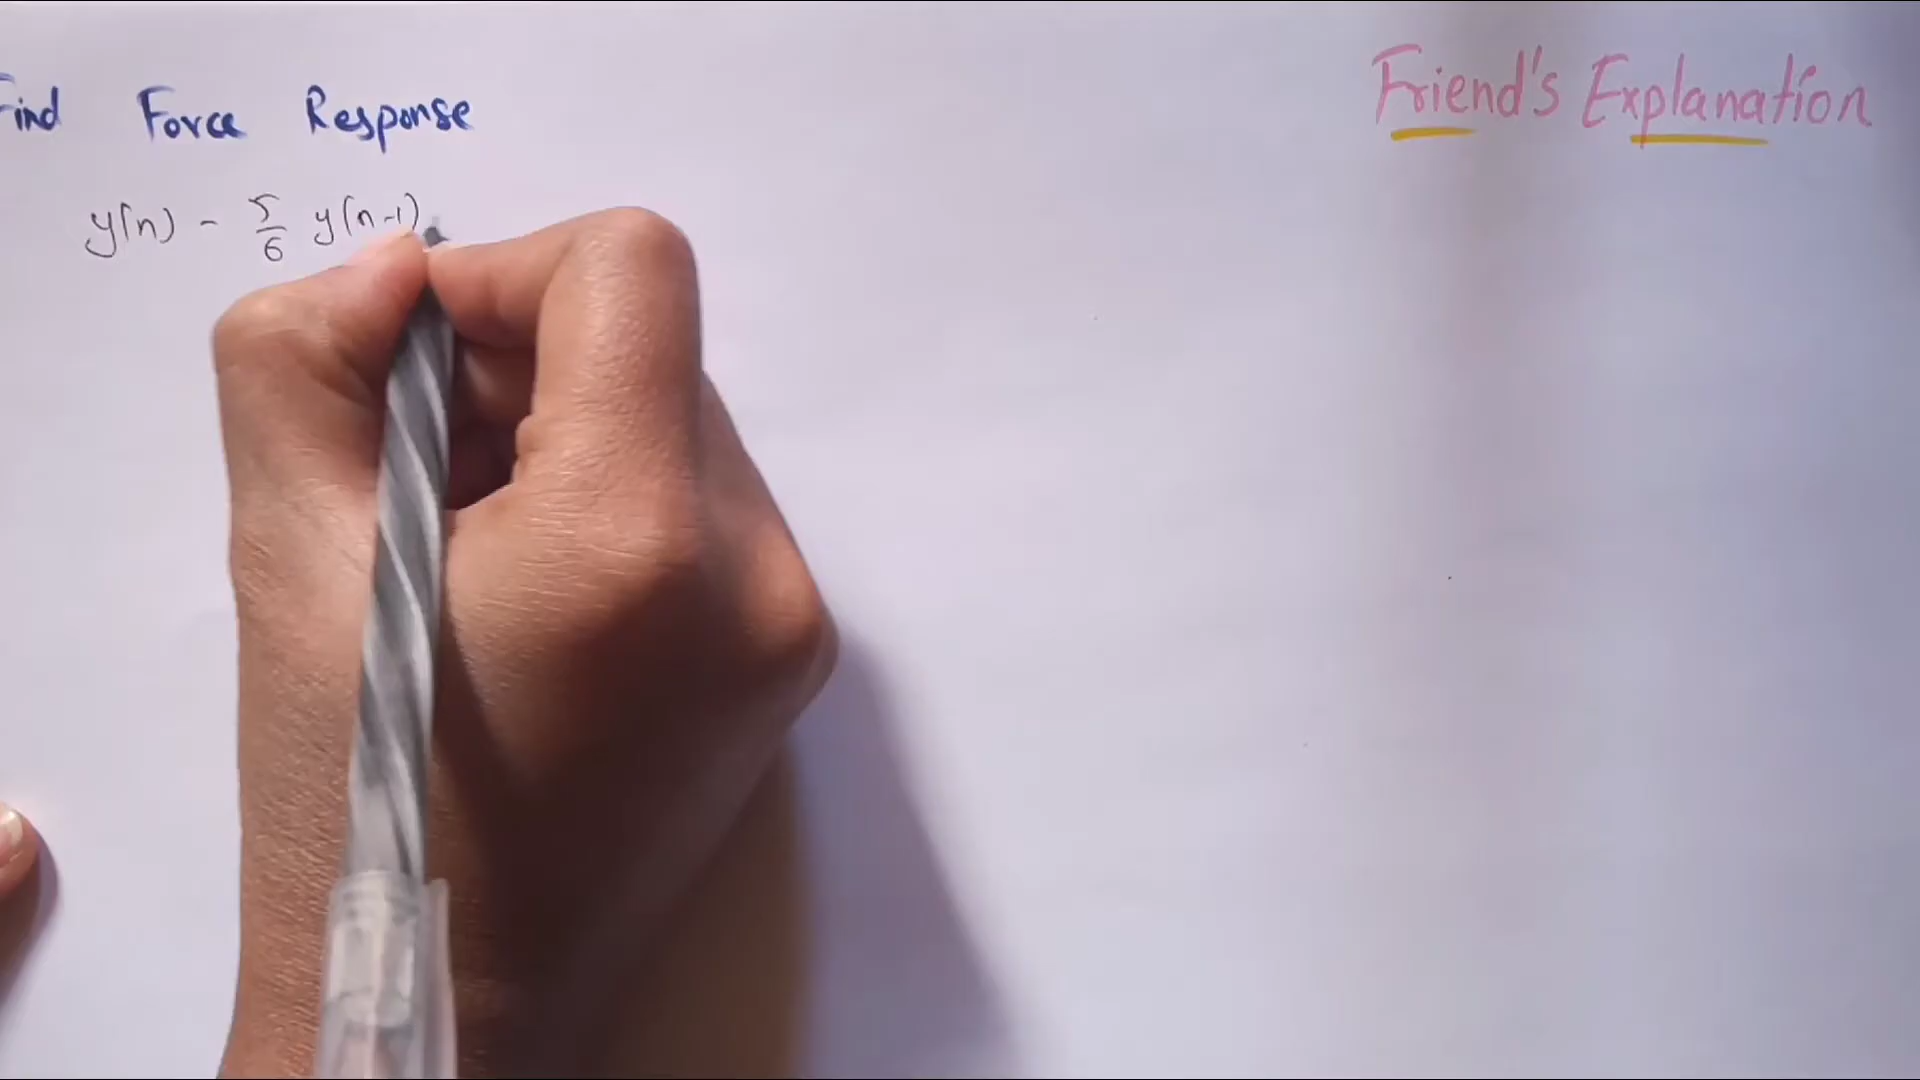 Find Force Response
Friend's Explanation
y(n) - 5/6 y(n-1)